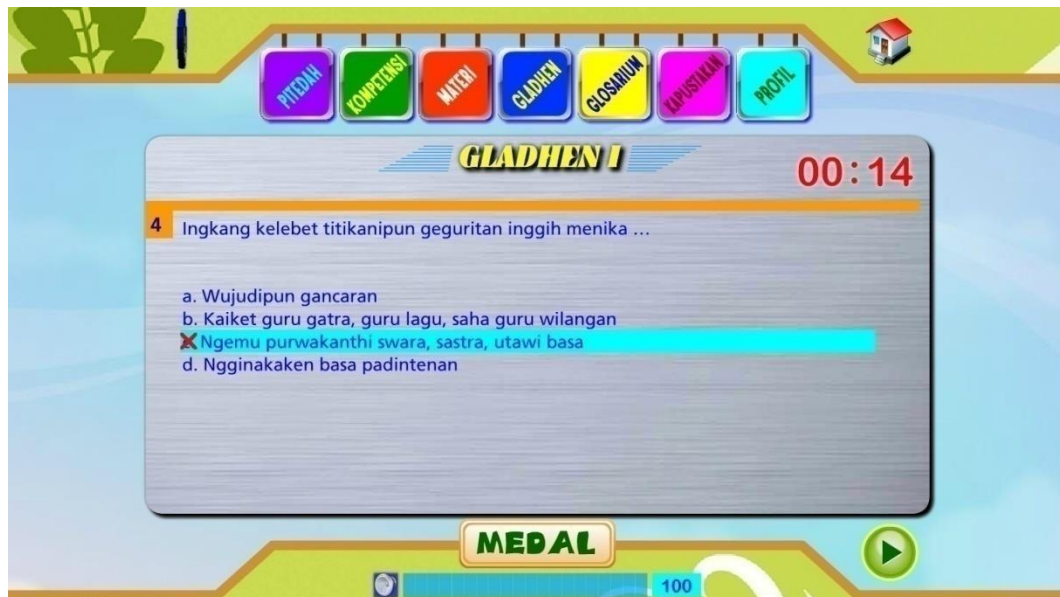 PITEDAH
KOMPETENSI
MATERI
GLADHEN
GLOSARIUM
KAPUSTAKAN
PROFIL
GLADHEN I
00:14
4 Ingkang kelebet titikanipun geguritan inggih menika ...
a. Wujudipun gancaran
b. Kaiket guru gatra, guru lagu, saha guru wilangan
Ngemu purwakanthi swara, sastra, utawi basa
d. Ngginakaken basa padintenan
MEDAL
100